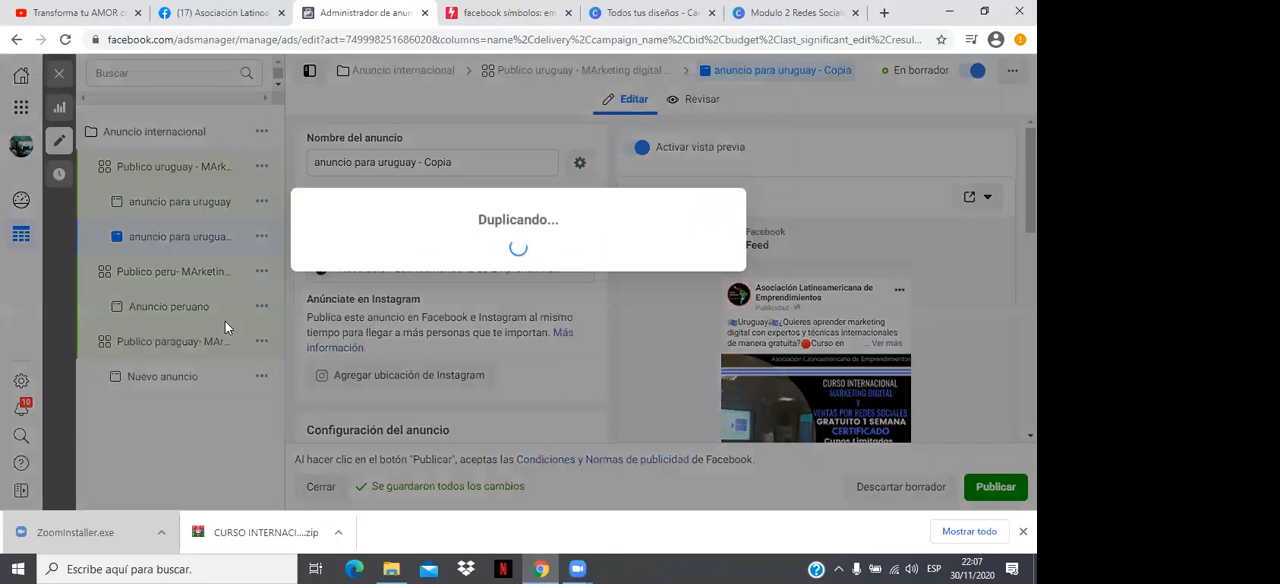 Transforma tu AMOR c
(17) Asociación Latinoa
Administrador de anun
facebook símbolos: em
Todos tus diseños - Ca
Modulo 2 Redes Social
facebook.com/adsmanager/manage/ads/edit?act=749998251686020&columns=name%2Cdelivery%2Ccampaign_name%2Cbid%2Cbudget%2Clast_significant_edit%2Cresul...
Buscar
Anuncio internacional
Publico uruguay - MArketing digital ...
anuncio para uruguay - Copia
En borrador
Editar
Revisar
Anuncio internacional
Publico uruguay - MArk...
anuncio para uruguay
anuncio para urugua...
Publico peru- MArketin...
Anuncio peruano
Publico paraguay- MAr...
Nuevo anuncio
10
Nombre del anuncio
anuncio para uruguay - Copia
Duplicando...
Anúnciate en Instagram
Publica este anuncio en Facebook e Instagram al mismo
tiempo para llegar a más personas que te importan. Más
información.
Agregar ubicación de Instagram
Configuración del anuncio
Activar vista previa
Facebook
Feed
Asociación Latinoamericana de
Emprendimientos
Publicidad
Uruguay ¿Quieres aprender marketing
digital con expertos y técnicas internacionales
de manera gratuita? Curso en ... Ver más
Asociación Latinoamericana de Emprendimientos
CURSO INTERNACIONAL
MARKETING DIGITAL
Y
VENTAS POR REDES SOCIALES
GRATUITO 1 SEMANA
CERTIFICADO
Cupos Limitados
Al hacer clic en el botón "Publicar", aceptas las Condiciones y Normas de publicidad de Facebook.
Cerrar
Se guardaron todos los cambios
Descartar borrador
Publicar
ZoomInstaller.exe
CURSO INTERNACI....zip
Mostrar todo
Escribe aquí para buscar.
ESP
22:07
30/11/2020